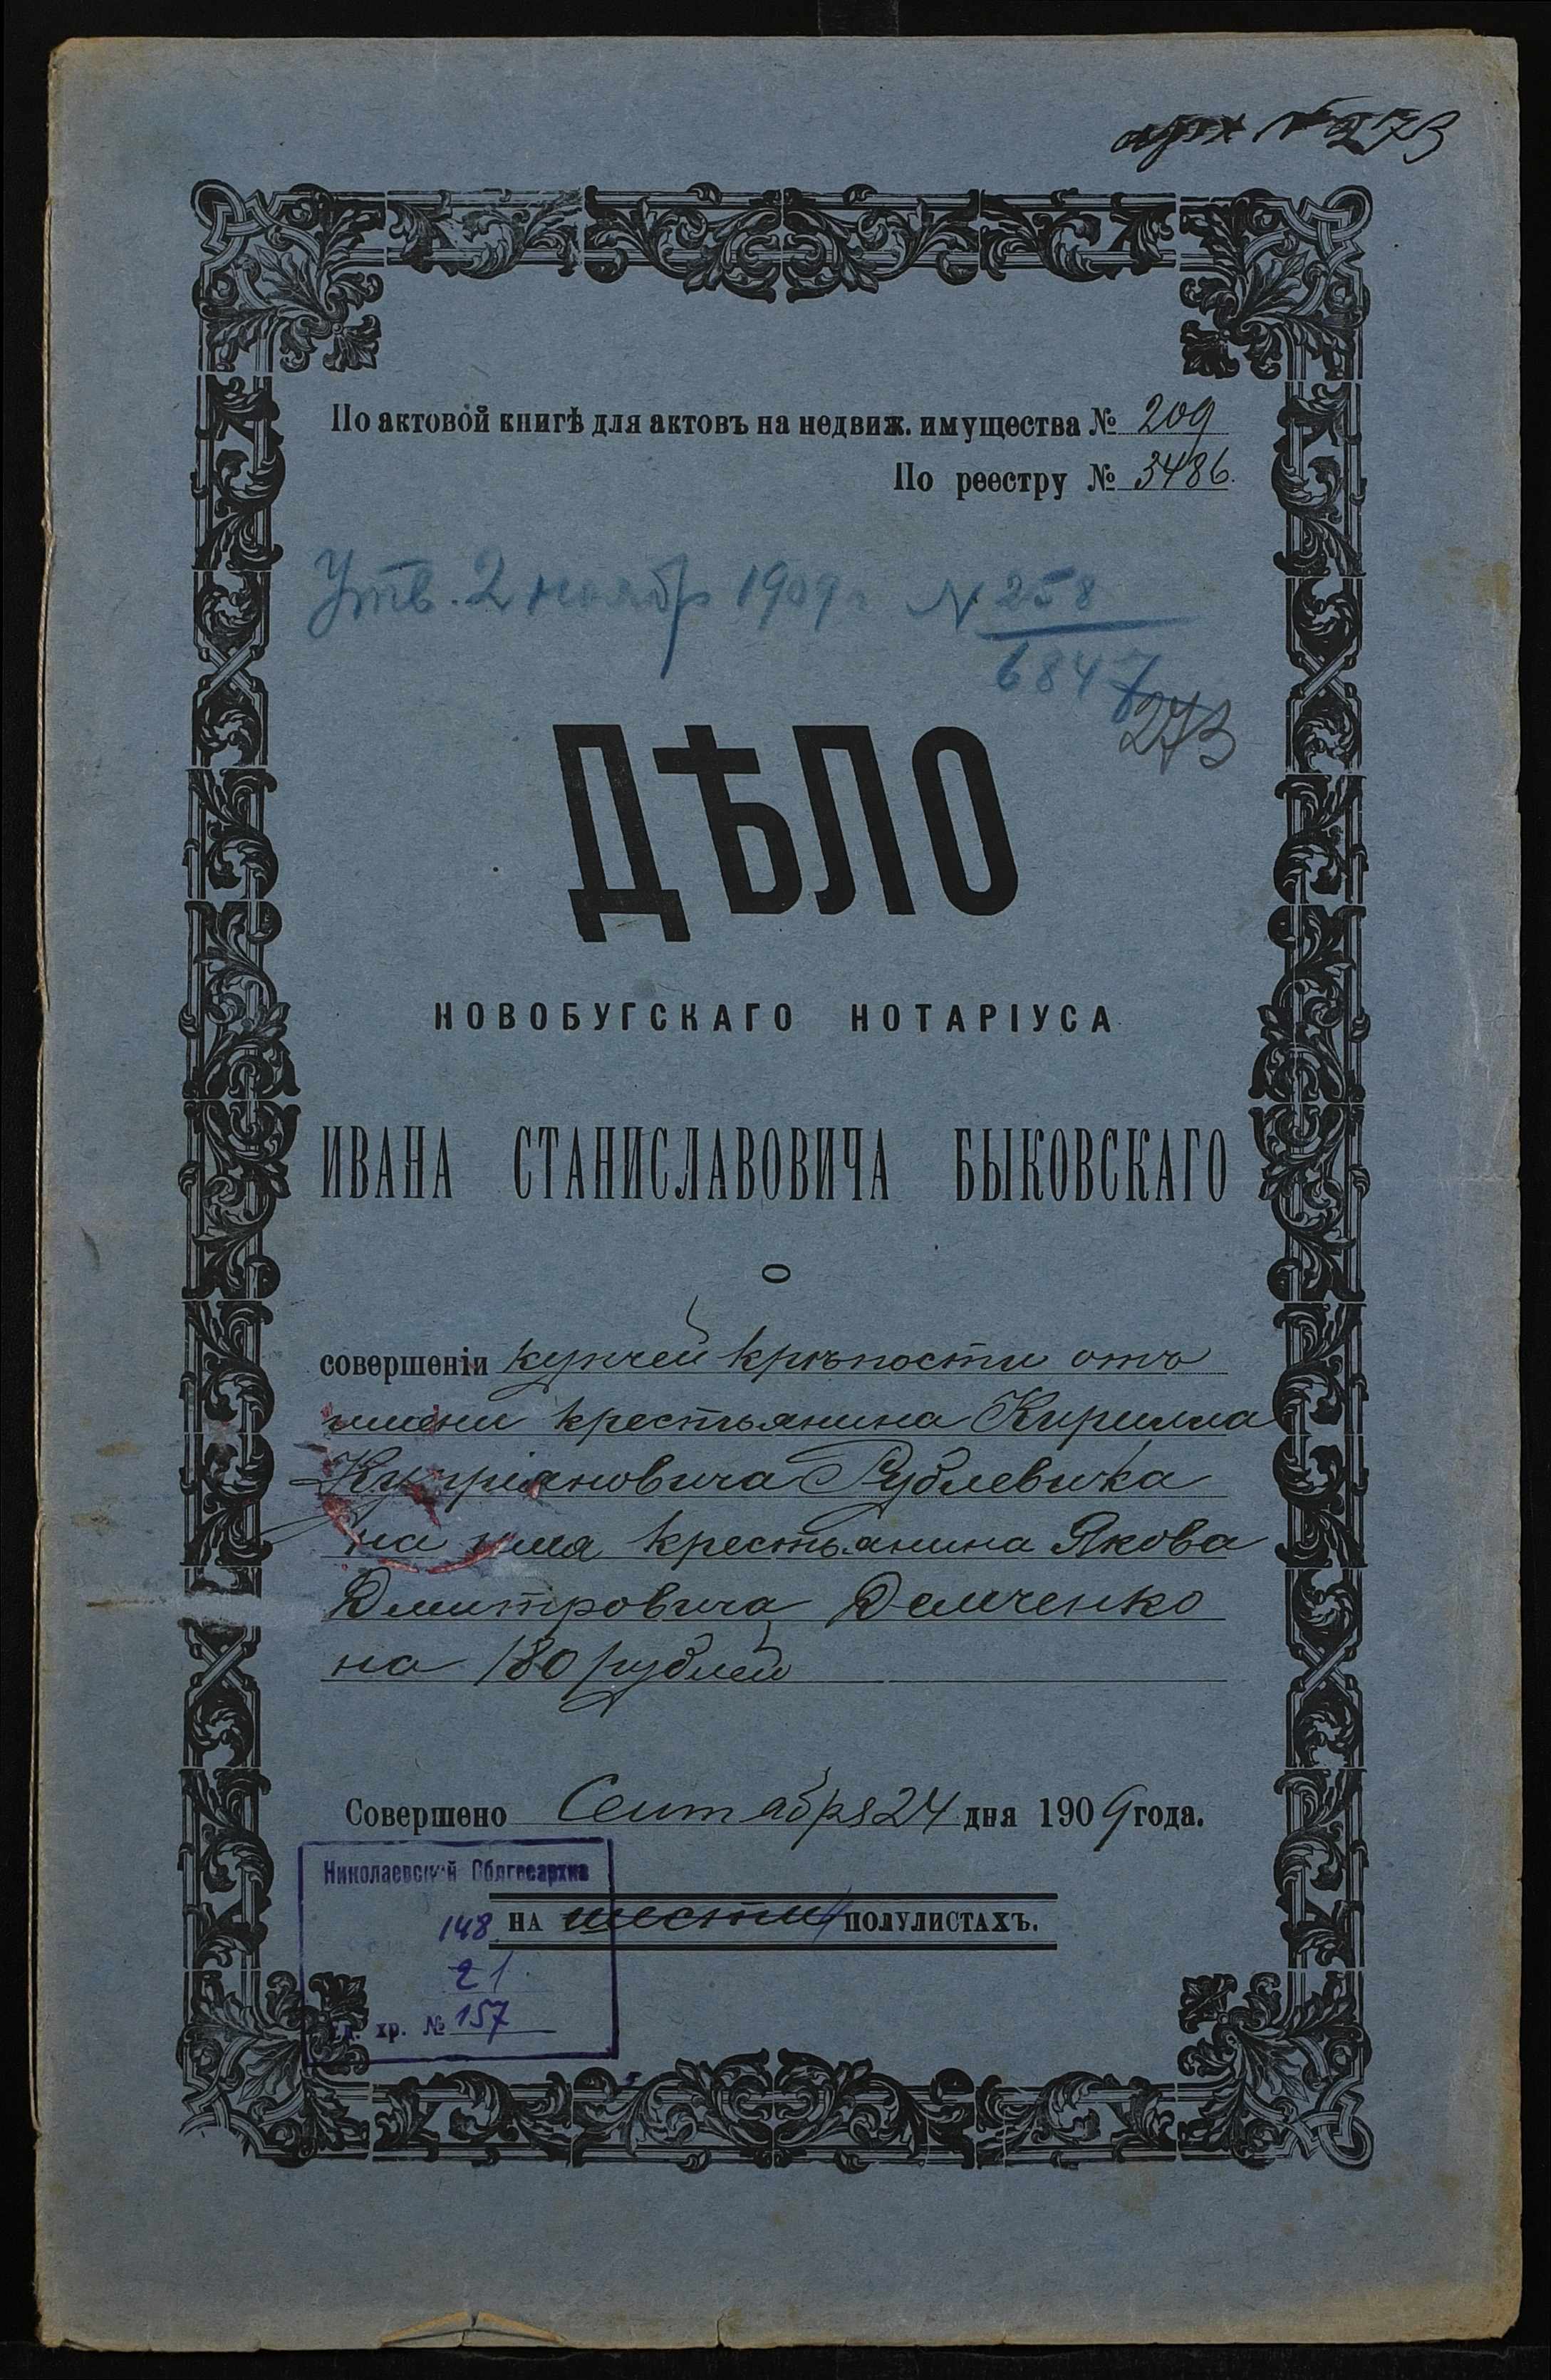 арх № 273
По актовой книгѣ для актовъ на недвиж. имущества № 209
По реестру № 3486.
Утв. 2 ноябр 1909 г N 258
6847
273
ДѢЛО
НОВОБУГСКАГО НОТАРІУСА
ИВАНА СТАНИСЛАВОВИЧА БЫКОВСКАГО
О
совершеніи купчей крѣпости отъ
имени крестьянина Кирилла
Купріяновича Рублевика
на имя крестьянина Якова
Дмитровича Демченко
на 180 рублей
Совершено Сентября 24 дня 1909 года.
Николаевский Облгосархив
148 НА шести ПОЛУЛИСТАХЪ.
21
ед. хр. № 157